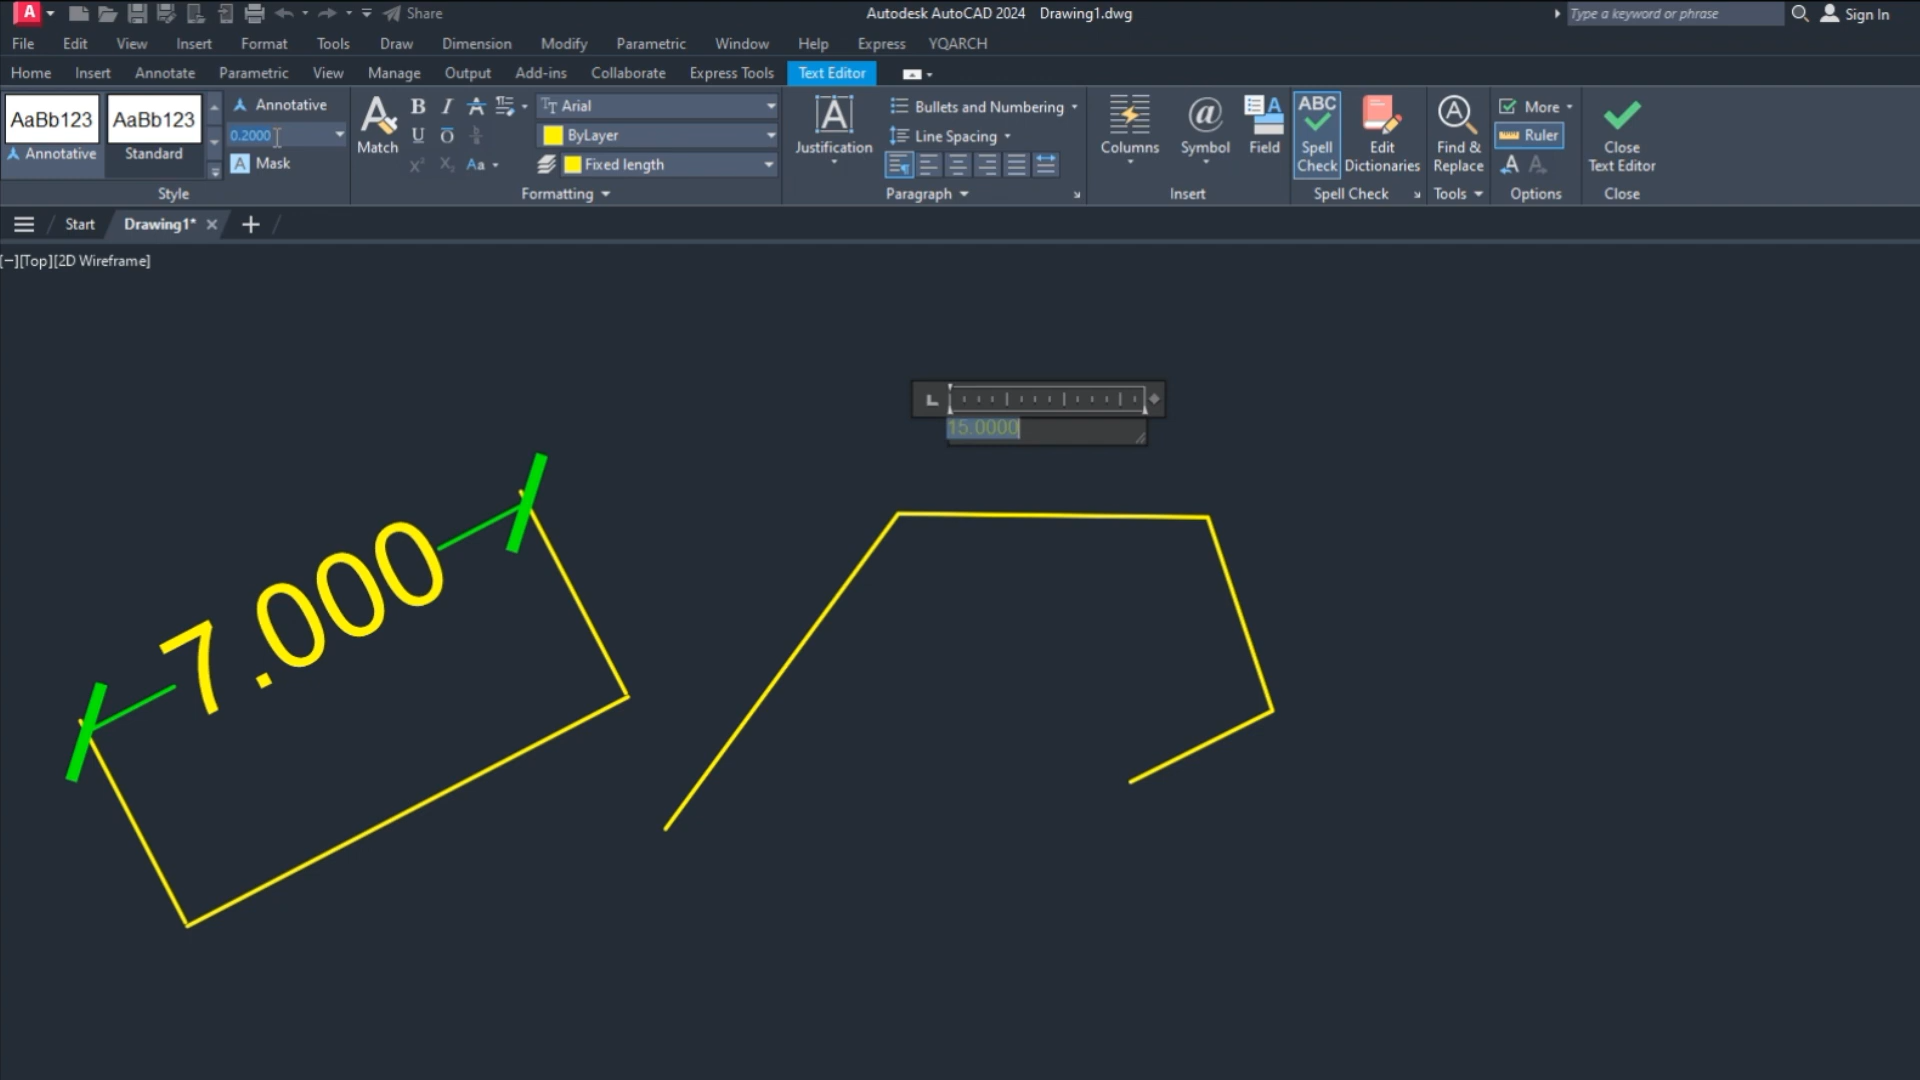 A Share Autodesk AutoCAD 2024 Drawing1.dwg Type a keyword or phrase Sign In
File Edit View Insert Format Tools Draw Dimension Modify Parametric Window Help Express YQARCH
Home Insert Annotate Parametric View Manage Output Add-ins Collaborate Express Tools Text Editor
AaBb123 AaBb123
Annotative Standard
Annotative
0.2000
A Mask
Style
A
Match
B I A
U O
X² X₂ Aa
Arial
ByLayer
Fixed length
Formatting
A
Justification
Bullets and Numbering
Line Spacing
Paragraph
Columns
@
Symbol
A
Field
Insert
ABC
Spell
Check
Edit
Dictionaries
Spell Check
A
Find &
Replace
Tools
More
Ruler
A A
Options
Close
Text Editor
Close
Start Drawing1* +
[−][Top][2D Wireframe]
15.0000
7.000